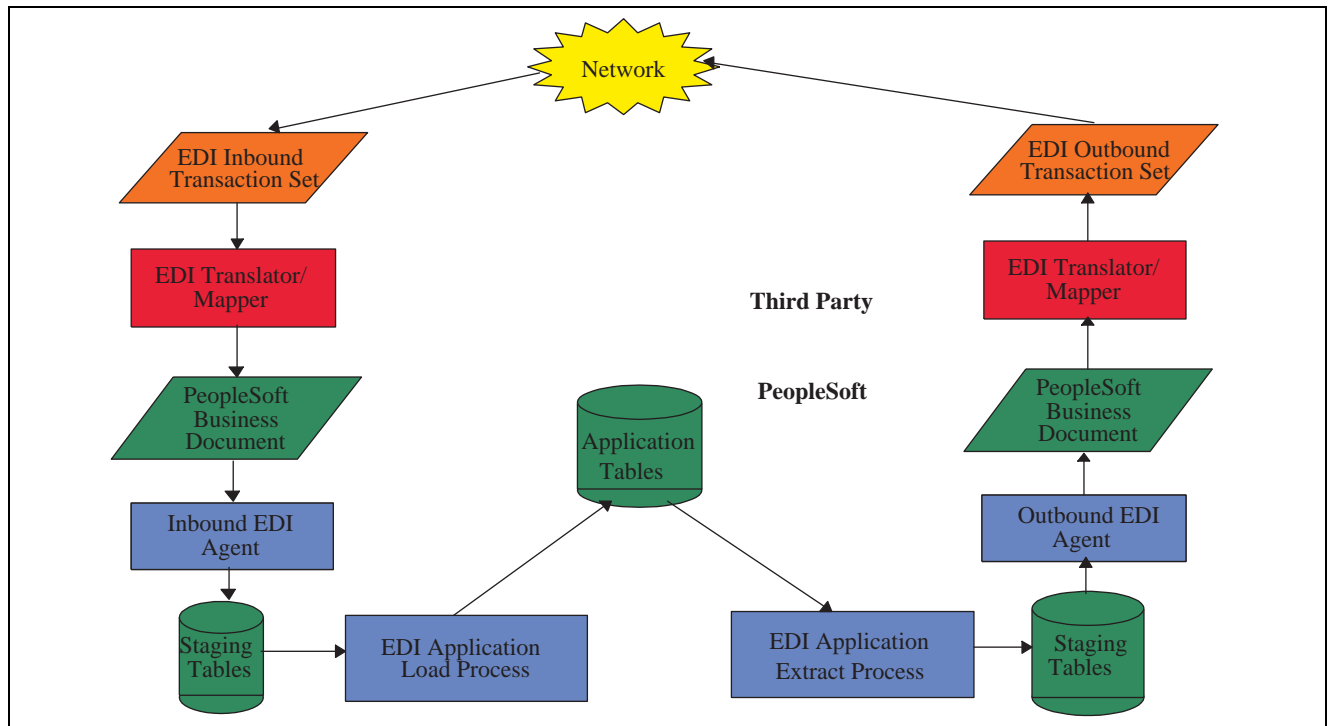 Network
EDI Inbound
Transaction Set
EDI Outbound
Transaction Set
EDI Translator/
Mapper
EDI Translator/
Mapper
Third Party
PeopleSoft
PeopleSoft
Business
Document
PeopleSoft
Business
Document
Application
Tables
Inbound EDI
Agent
Outbound EDI
Agent
Staging
Tables
EDI Application
Load Process
EDI Application
Extract Process
Staging
Tables